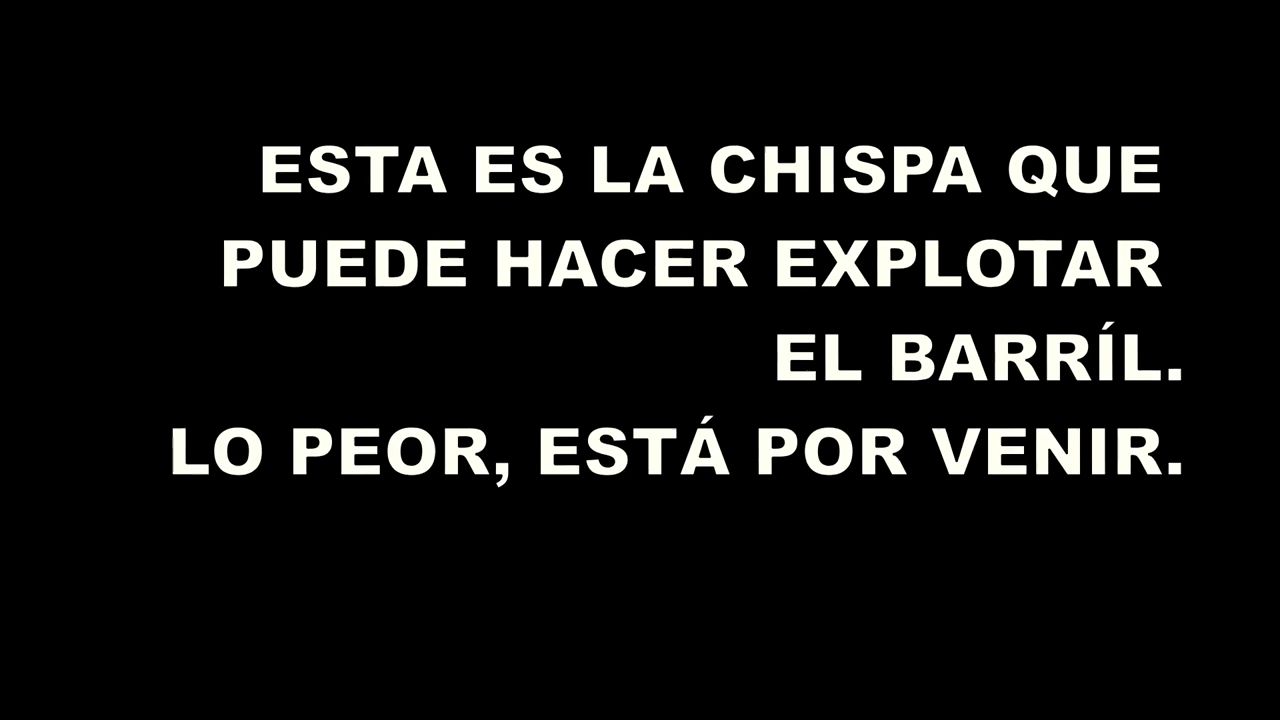 ESTA ES LA CHISPA QUE
PUEDE HACER EXPLOTAR
EL BARRÍL.
LO PEOR, ESTÁ POR VENIR.